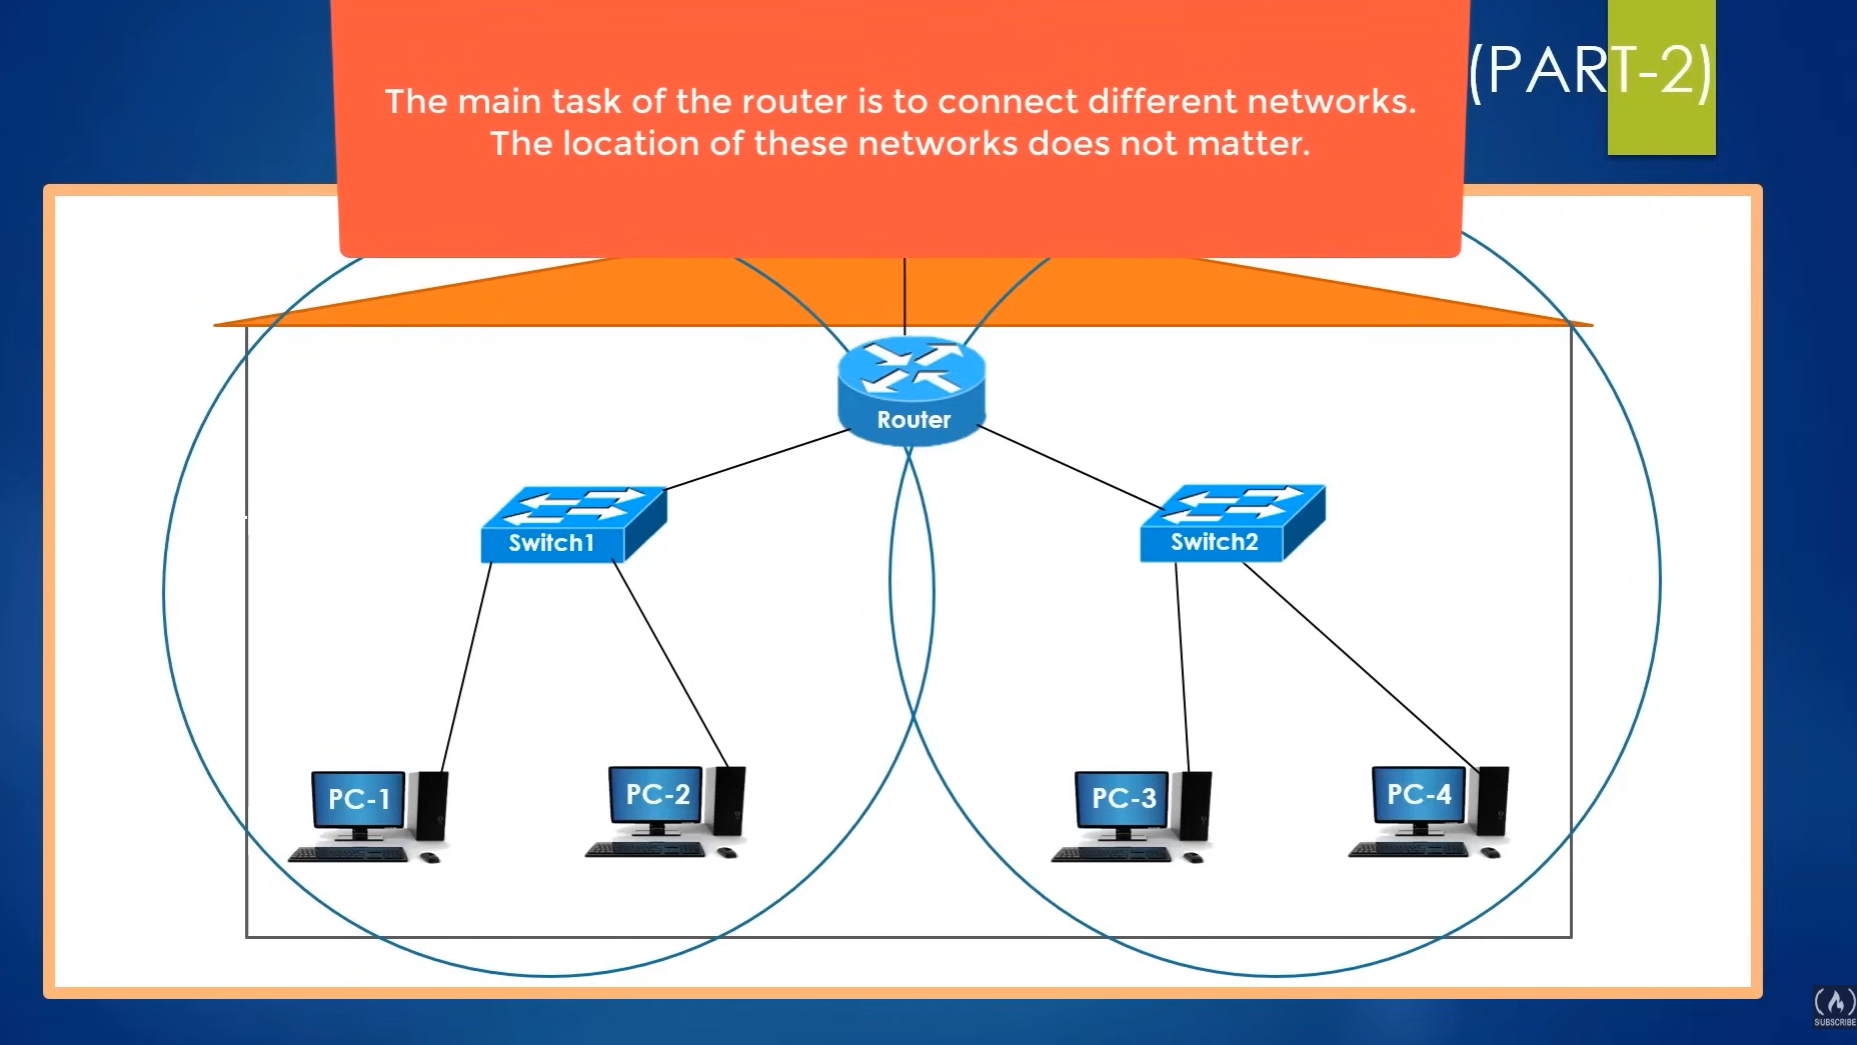 (PART-2)
The main task of the router is to connect different networks.
The location of these networks does not matter.
Router
Switch1
Switch2
PC-1
PC-2
PC-3
PC-4
SUBSCRIBE